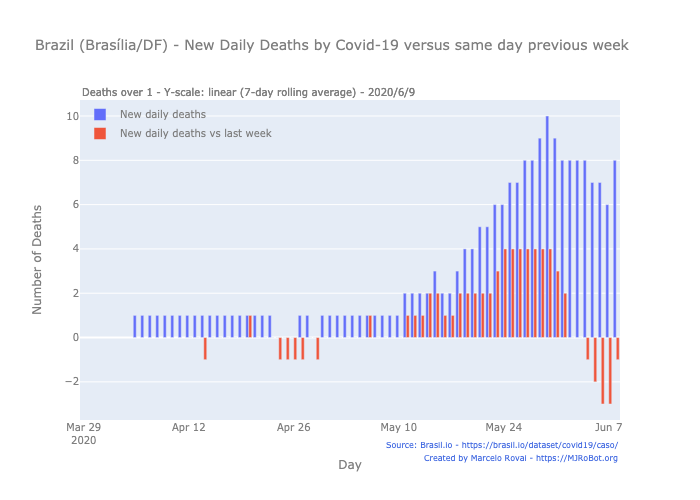 Brazil (Brasília/DF) - New Daily Deaths by Covid-19 versus same day previous week
Deaths over 1 - Y-scale: linear (7-day rolling average) - 2020/6/9
New daily deaths
New daily deaths vs last week
Number of Deaths
10
8
6
4
2
0
−2
Mar 29
2020
Apr 12
Apr 26
May 10
May 24
Jun 7
Source: Brasil.io - https://brasil.io/dataset/covid19/caso/
Created by Marcelo Rovai - https://MJRoBot.org
Day